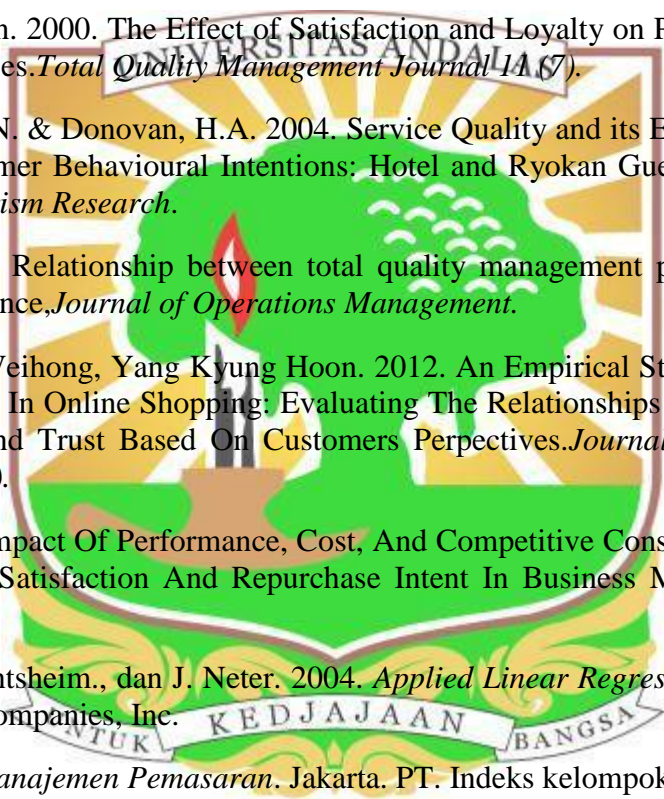 n. 2000. The Effect of Satisfaction and Loyalty on P
UNIVERSITAS ANDALAS
es.Total Quality Management Journal 11 (7).
N. & Donovan, H.A. 2004. Service Quality and its E
mer Behavioural Intentions: Hotel and Ryokan Gue
ism Research.
Relationship between total quality management p
nce,Journal of Operations Management.
Weihong, Yang Kyung Hoon. 2012. An Empirical St
In Online Shopping: Evaluating The Relationships
nd Trust Based On Customers Perpectives.Journal
).
mpact Of Performance, Cost, And Competitive Cons
Satisfaction And Repurchase Intent In Business M
ntsheim., dan J. Neter. 2004. Applied Linear Regres
ompanies, Inc.
UNTUK KEDJAJAAN BANGSA
anajemen Pemasaran. Jakarta. PT. Indeks kelompok